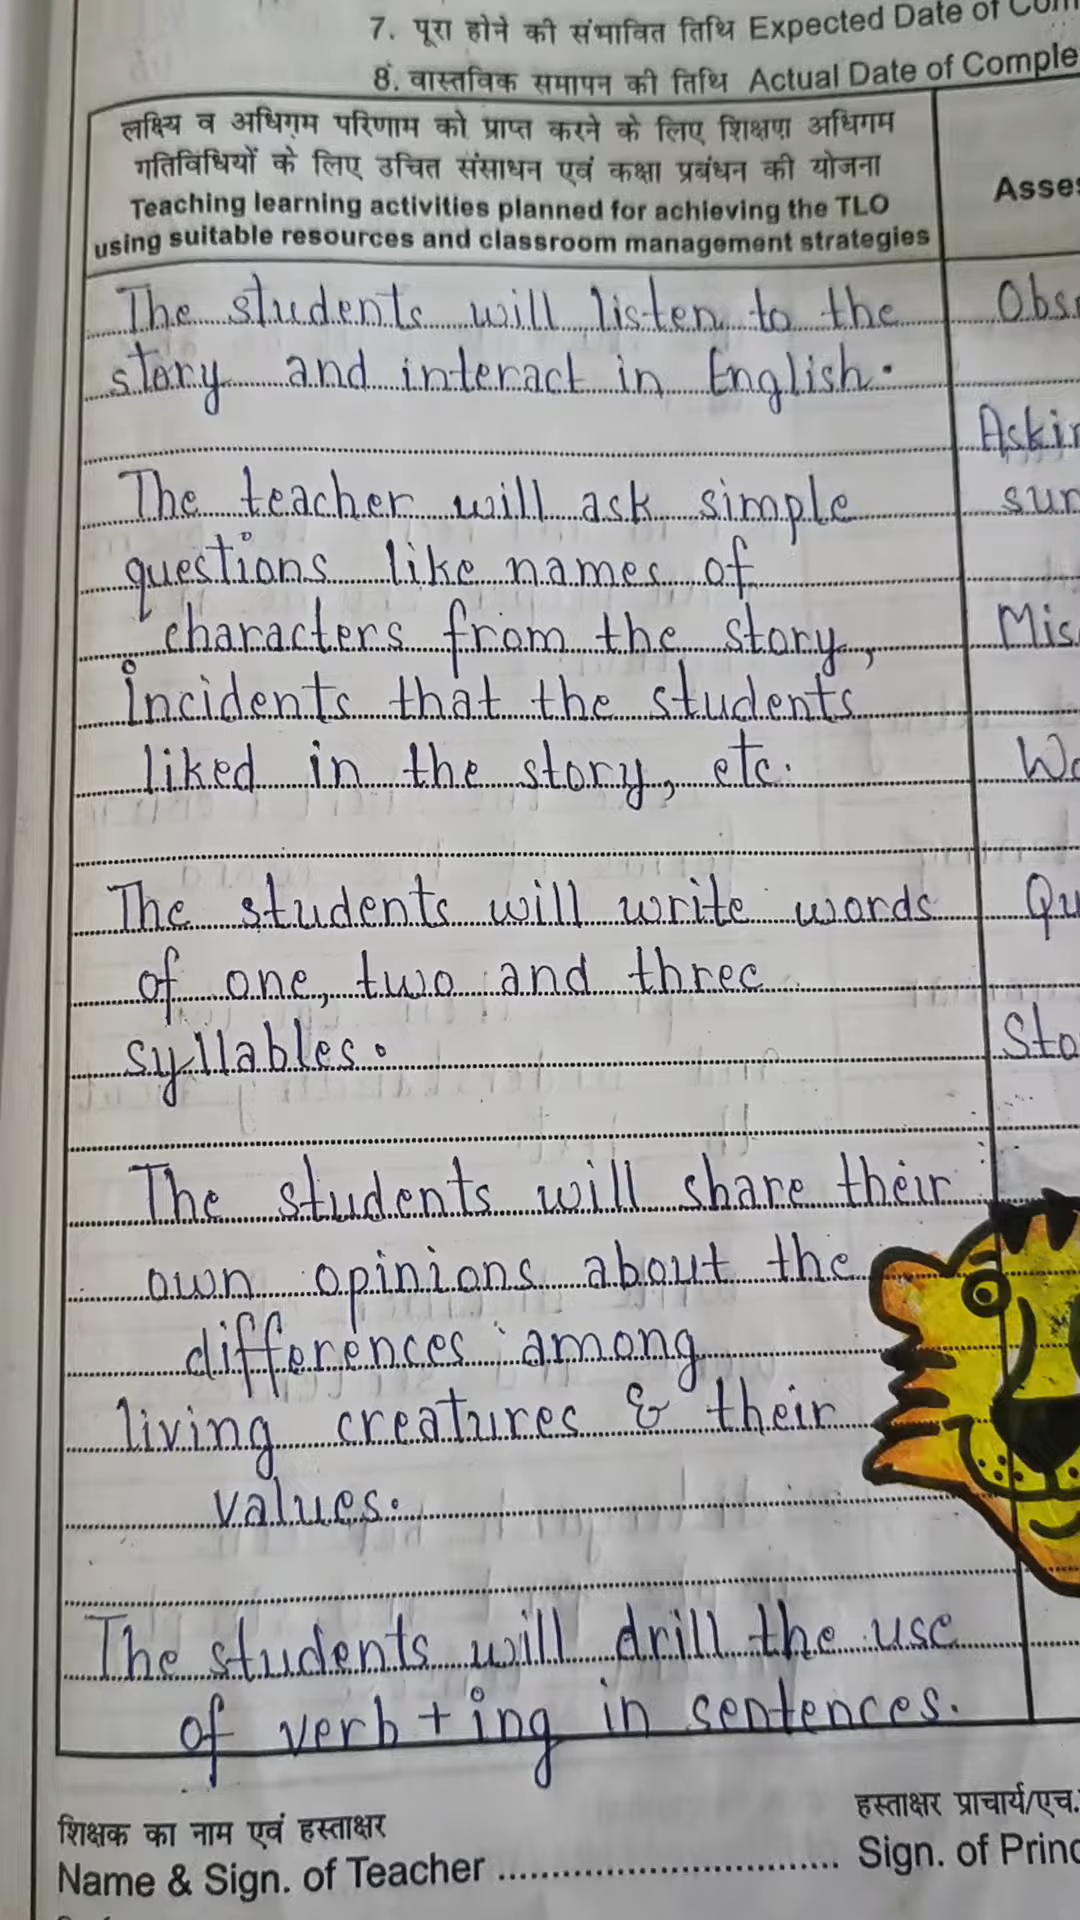 7. पूरा होने की संभावित तिथि Expected Date of
8. वास्तविक समापन की तिथि Actual Date of
लक्ष्यि व अधिगम परिणाम को प्राप्त करने के लिए शिक्षण अधिगम
गतिविधियों के लिए उचित संसाधन एवं कक्षा प्रबंधन की योजना
Teaching learning activities planned for achieving the TLO
using suitable resources and classroom management strategies
The students will listen to the
story and interact in English.
The teacher will ask simple
questions like names of
characters from the story,
incidents that the students
liked in the story, etc.
The students will write words
of one, two and three
syllables.
The students will share their
own opinions about the
differences among
living creatures & their
values.
The students will drill the use
of verb + ing in sentences.
शिक्षक का नाम एवं हस्ताक्षर
Name & Sign. of Teacher ................................
हस्ताक्षर प्राचार्य/एच.
Sign. of